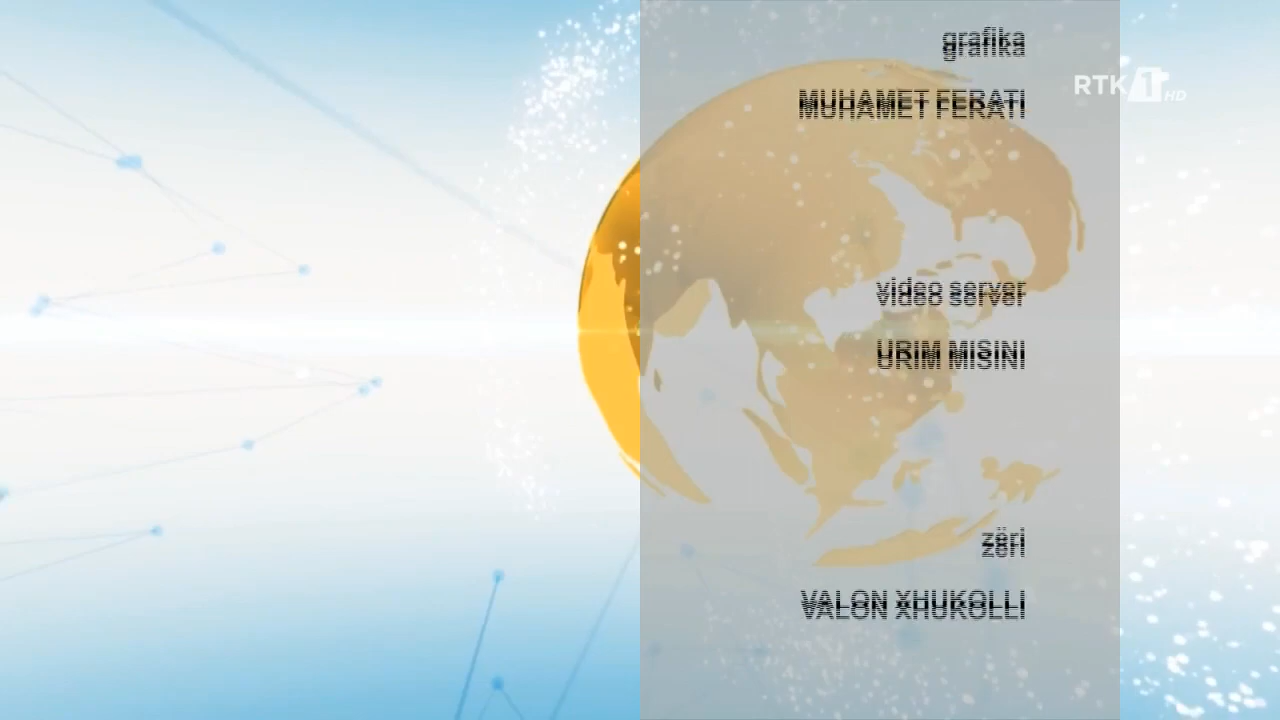 grafika
MUHAMET FERATI
RTK 1 HD
video server
URIM MISINI
zëri
VALON XHUKOLLI